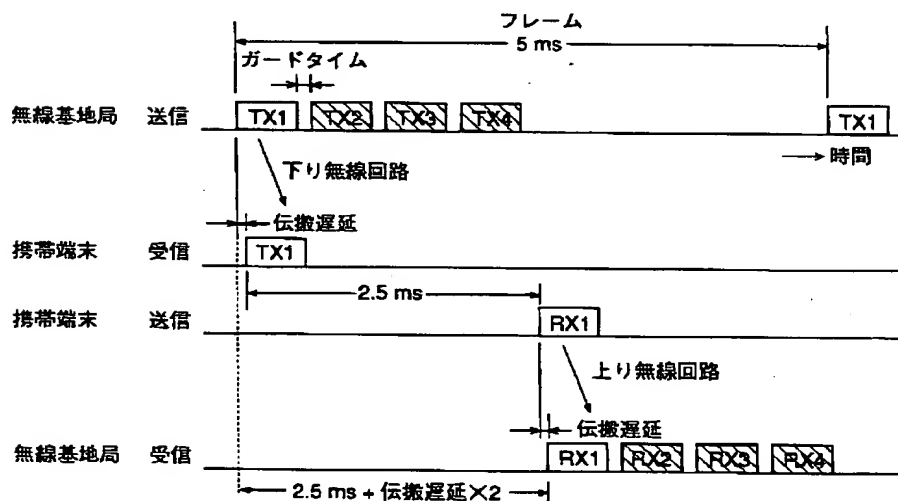 フレーム
5 ms
ガードタイム
無線基地局 送信 TX1 TX2 TX3 TX4 TX1
時間
下り無線回路
伝搬遅延
携帯端末 受信 TX1
2.5 ms
携帯端末 送信 RX1
上り無線回路
伝搬遅延
無線基地局 受信 RX1 RX2 RX3 RX4
2.5 ms + 伝搬遅延×2